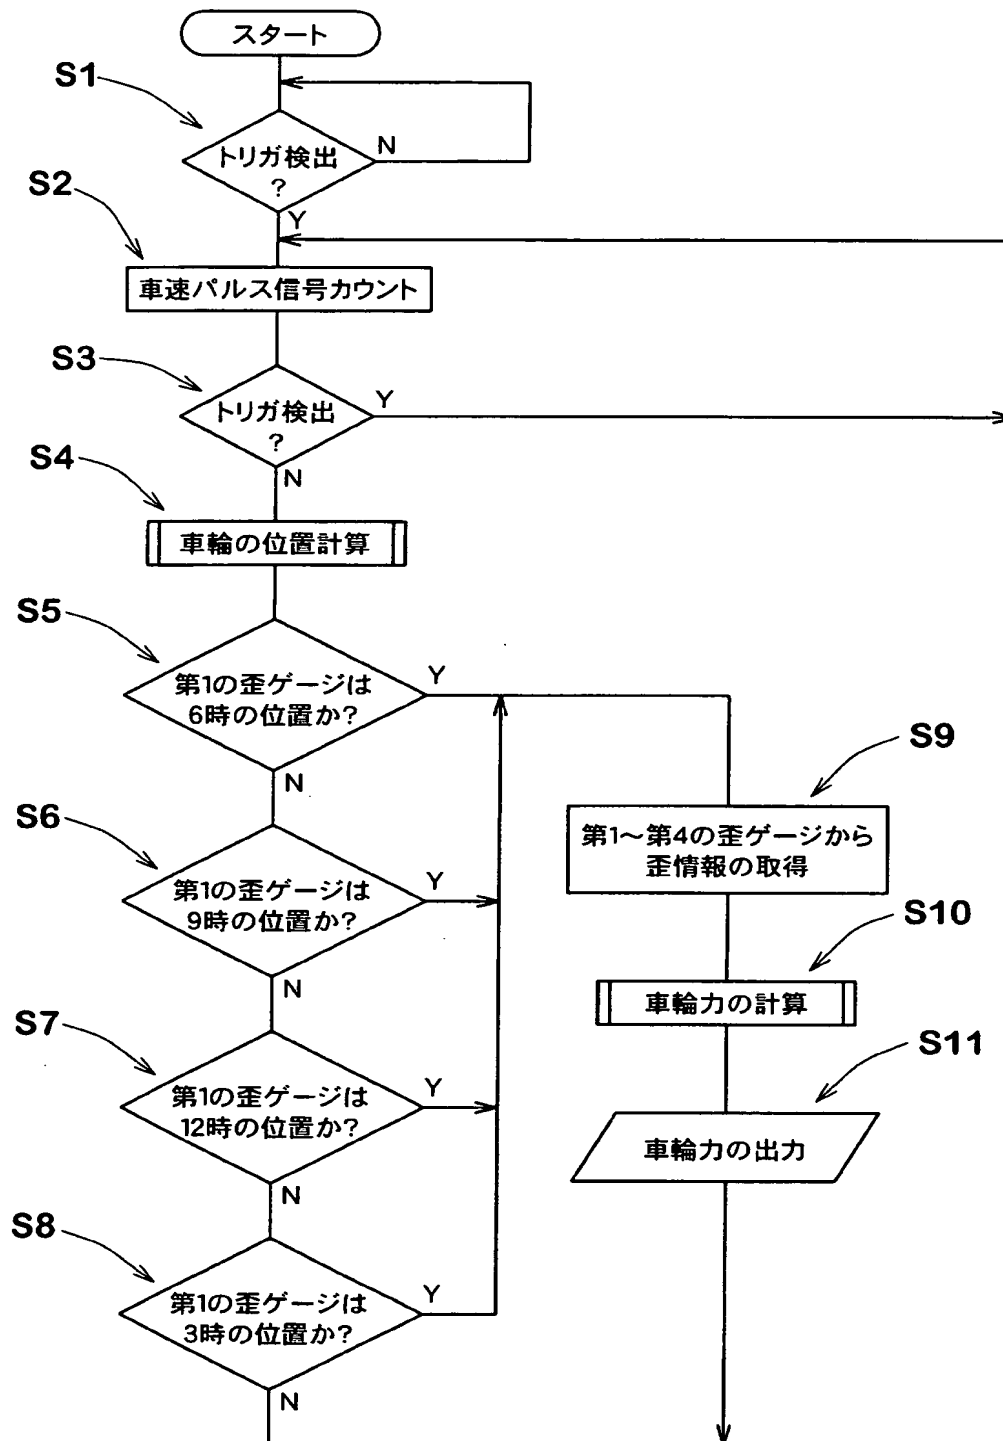 スタート
S1
トリガ検出
?
N
Y
S2
車速パルス信号カウント
S3
トリガ検出
?
Y
N
S4
車輪の位置計算
S5
第1の歪ゲージは
6時の位置か?
Y
N
S6
第1の歪ゲージは
9時の位置か?
Y
N
S7
第1の歪ゲージは
12時の位置か?
Y
N
S8
第1の歪ゲージは
3時の位置か?
Y
N
S9
第1～第4の歪ゲージから
歪情報の取得
S10
車輪力の計算
S11
車輪力の出力